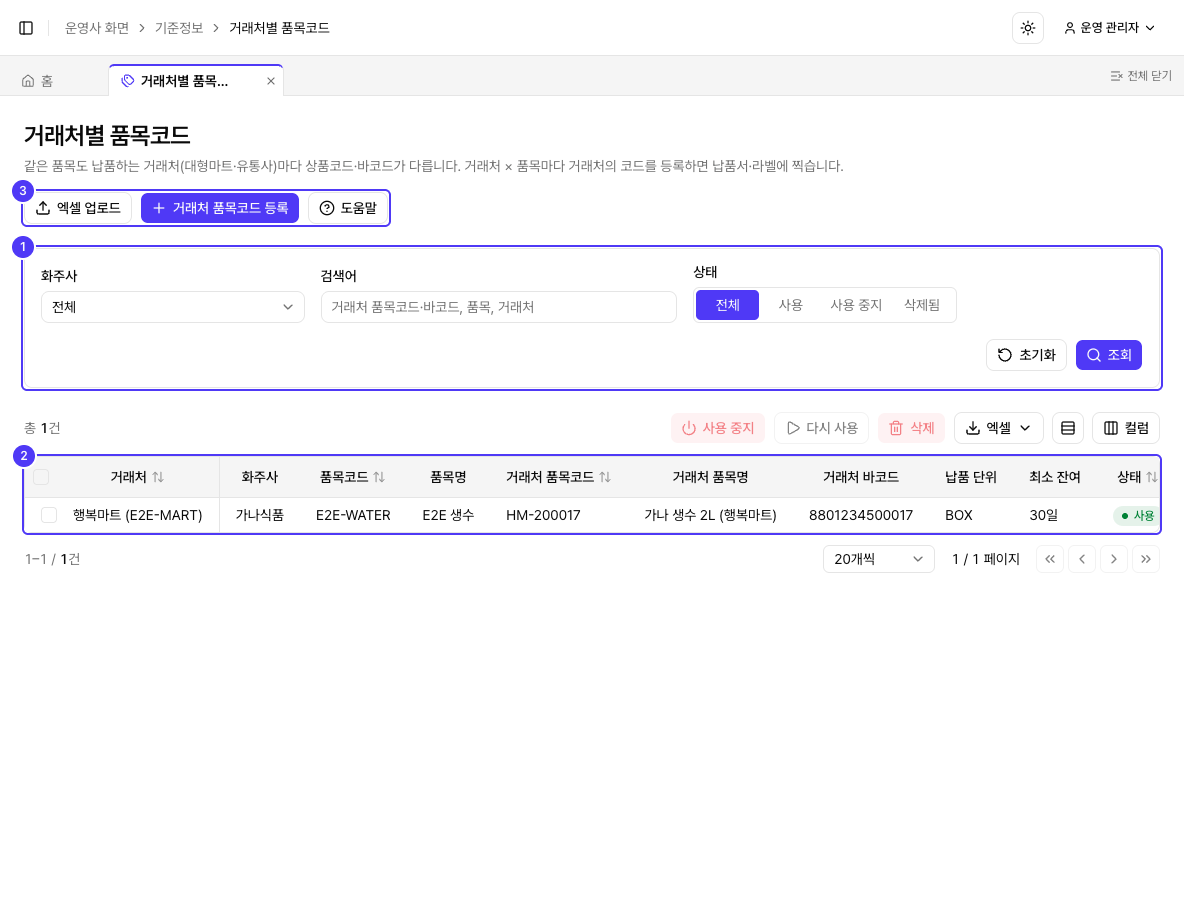 운영사 화면 > 기준정보 > 거래처별 품목코드
운영 관리자
홈
거래처별 품목...
전체 닫기
거래처별 품목코드
같은 품목도 납품하는 거래처(대형마트·유통사)마다 상품코드·바코드가 다릅니다. 거래처 × 품목마다 거래처의 코드를 등록하면 납품서·라벨에 찍습니다.
3
엑셀 업로드
거래처 품목코드 등록
도움말
1
화주사
검색어
상태
전체
거래처 품목코드·바코드, 품목, 거래처
전체 사용 사용 중지 삭제됨
초기화
조회
총 1건
사용 중지
다시 사용
삭제
엑셀
컬럼
2
거래처 화주사 품목코드 품목명 거래처 품목코드 거래처 품목명 거래처 바코드 납품 단위 최소 잔여 상태
행복마트 (E2E-MART) 가나식품 E2E-WATER E2E 생수 HM-200017 가나 생수 2L (행복마트) 8801234500017 BOX 30일 사용
1–1 / 1건
20개씩
1 / 1 페이지